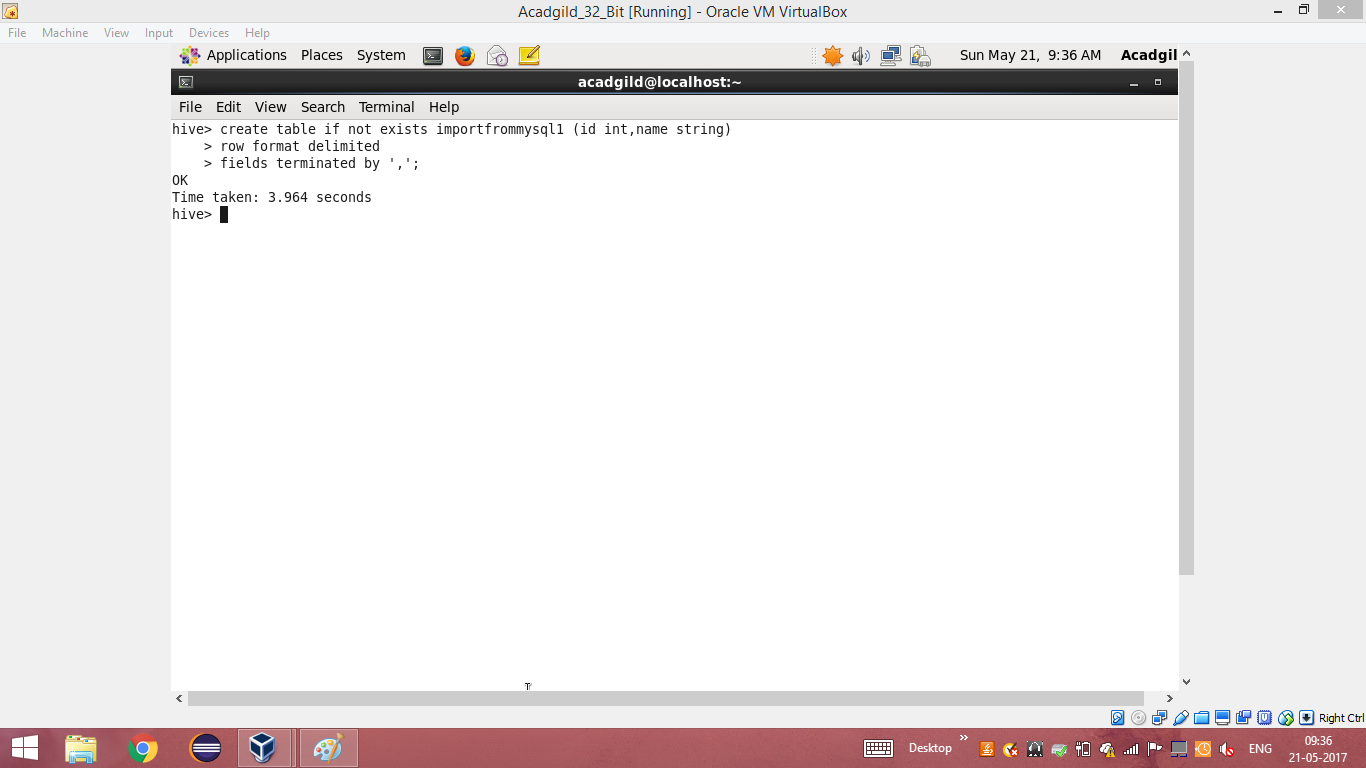 Acadgild_32_Bit [Running] - Oracle VM VirtualBox
File Machine View Input Devices Help
Applications Places System Sun May 21, 9:36 AM Acadgil
acadgild@localhost:~
File Edit View Search Terminal Help
hive> create table if not exists importfrommysql1 (id int,name string)
    > row format delimited
    > fields terminated by ',';
OK
Time taken: 3.964 seconds
hive>
Right Ctrl
Desktop ENG 09:36
21-05-2017